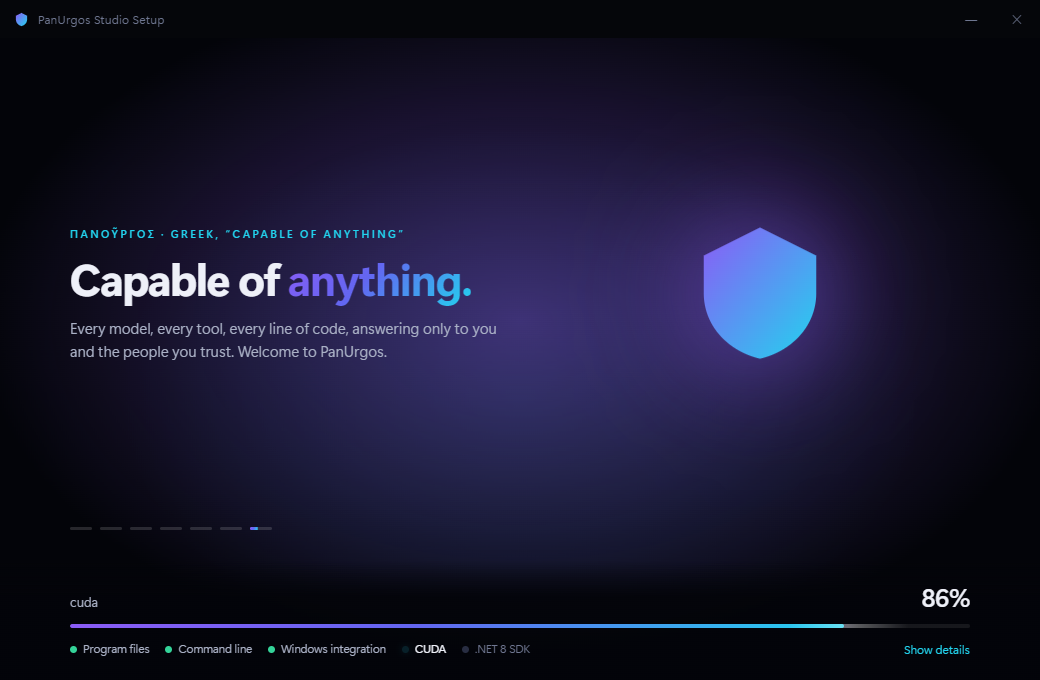 PanUrgos Studio Setup
ΠΑΝΟῦΡΓΟΣ · GREEK, "CAPABLE OF ANYTHING"
Capable of anything.
Every model, every tool, every line of code, answering only to you
and the people you trust. Welcome to PanUrgos.
cuda
86%
Program files
Command line
Windows integration
CUDA
.NET 8 SDK
Show details